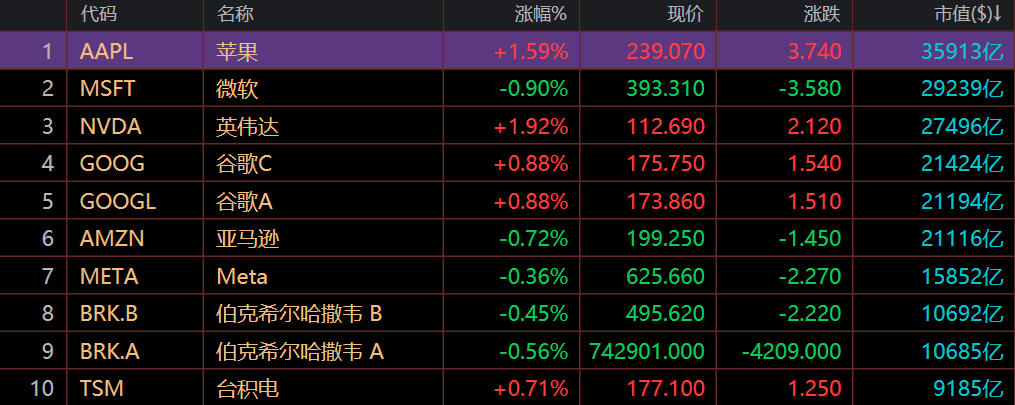 代码 名称 涨幅% 现价 涨跌 市值($)↓
1 AAPL 苹果 +1.59% 239.070 3.740 35913亿
2 MSFT 微软 -0.90% 393.310 -3.580 29239亿
3 NVDA 英伟达 +1.92% 112.690 2.120 27496亿
4 GOOG 谷歌C +0.88% 175.750 1.540 21424亿
5 GOOGL 谷歌A +0.88% 173.860 1.510 21194亿
6 AMZN 亚马逊 -0.72% 199.250 -1.450 21116亿
7 META Meta -0.36% 625.660 -2.270 15852亿
8 BRK.B 伯克希尔哈撒韦 B -0.45% 495.620 -2.220 10692亿
9 BRK.A 伯克希尔哈撒韦 A -0.56% 742901.000 -4209.000 10685亿
10 TSM 台积电 +0.71% 177.100 1.250 9185亿